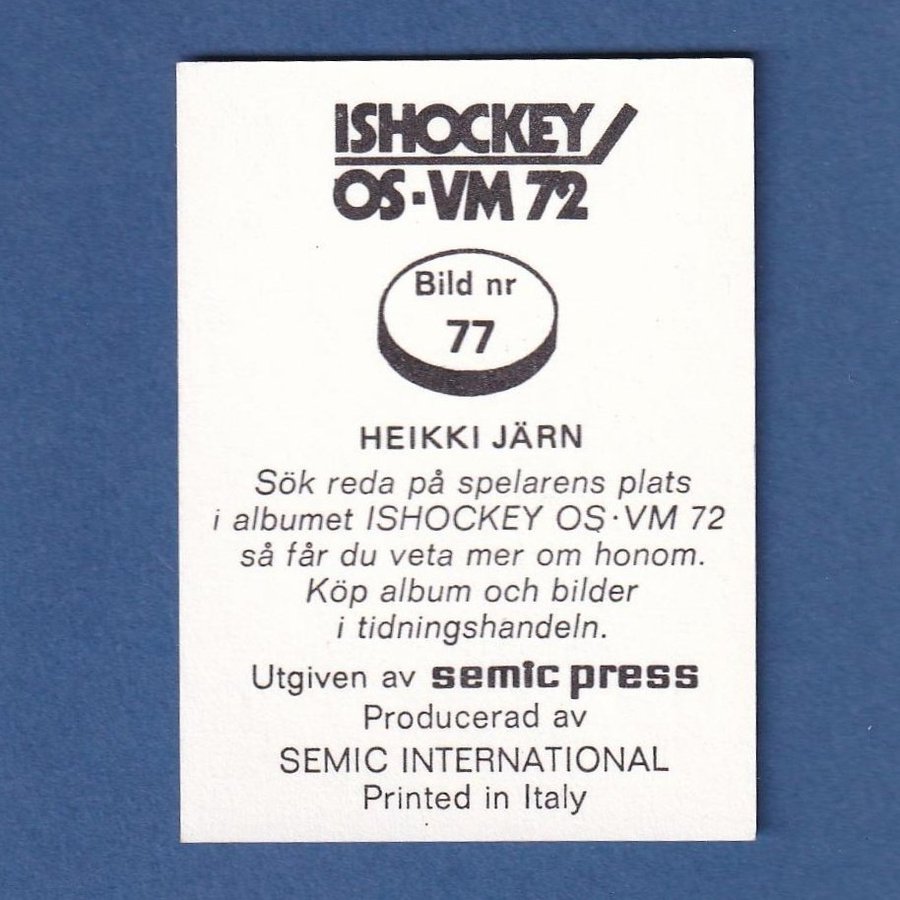 ISHOCKEY
OS·VM 72
Bild nr
77
HEIKKI JÄRN
Sök reda på spelarens plats
i albumet ISHOCKEY OS·VM 72
så får du veta mer om honom.
Köp album och bilder
i tidningshandeln.
Utgiven av semic press
Producerad av
SEMIC INTERNATIONAL
Printed in Italy